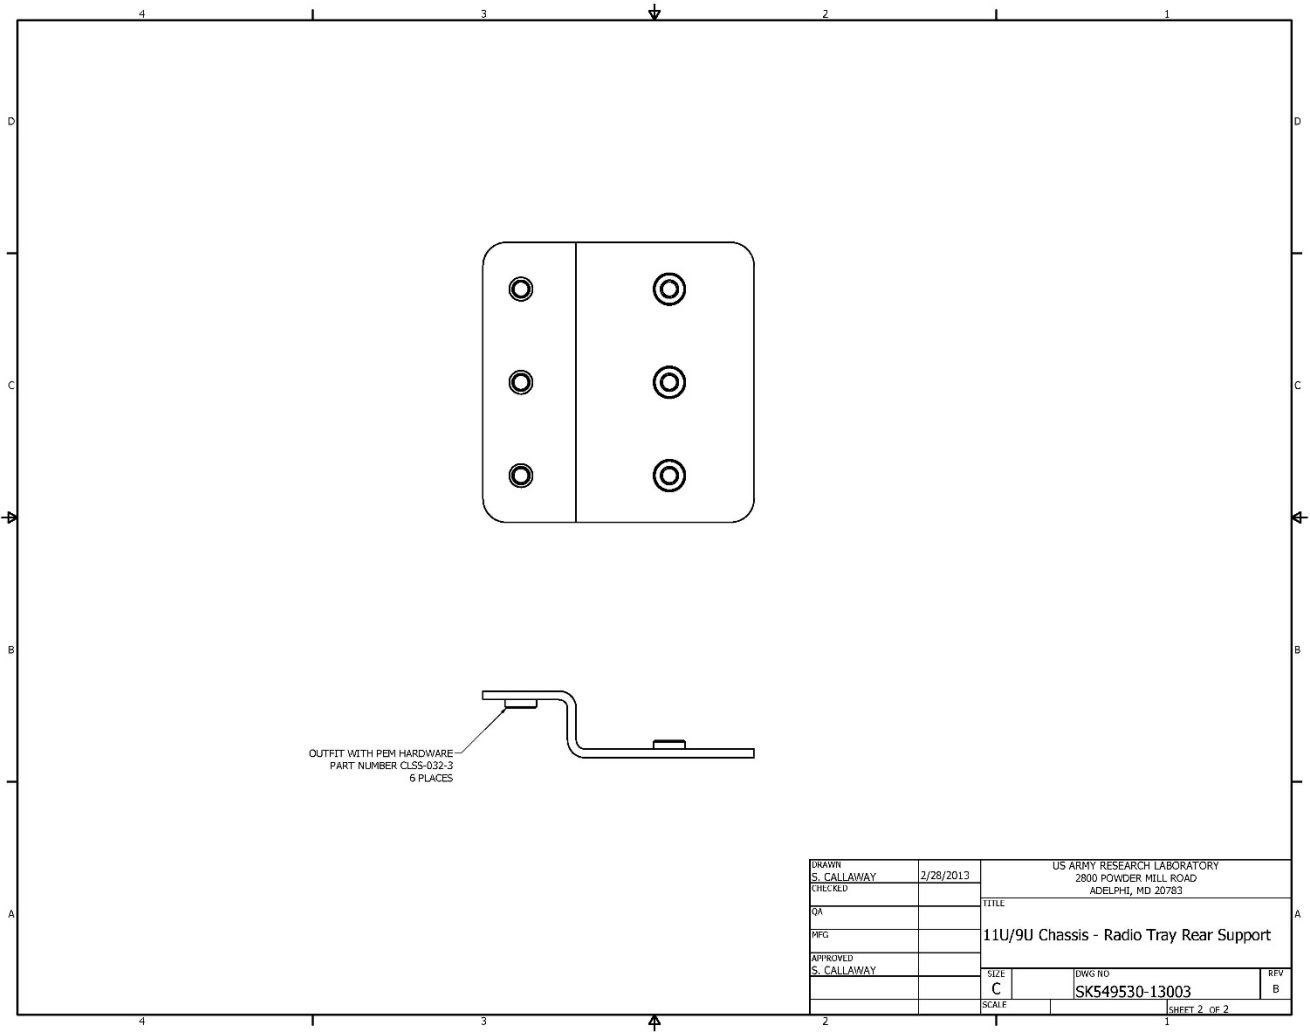 4 3 2 1
D D
C C
B B
A A
OUTFIT WITH PEM HARDWARE
PART NUMBER CLSS-032-3
6 PLACES
DRAWN
S. CALLAWAY 2/28/2013
CHECKED
QA
MFG
APPROVED
S. CALLAWAY
US ARMY RESEARCH LABORATORY
2800 POWDER MILL ROAD
ADELPHI, MD 20783
TITLE
11U/9U Chassis - Radio Tray Rear Support
SIZE
C
DWG NO
SK549530-13003
REV
B
SCALE
SHEET 2 OF 2
4 3 2 1